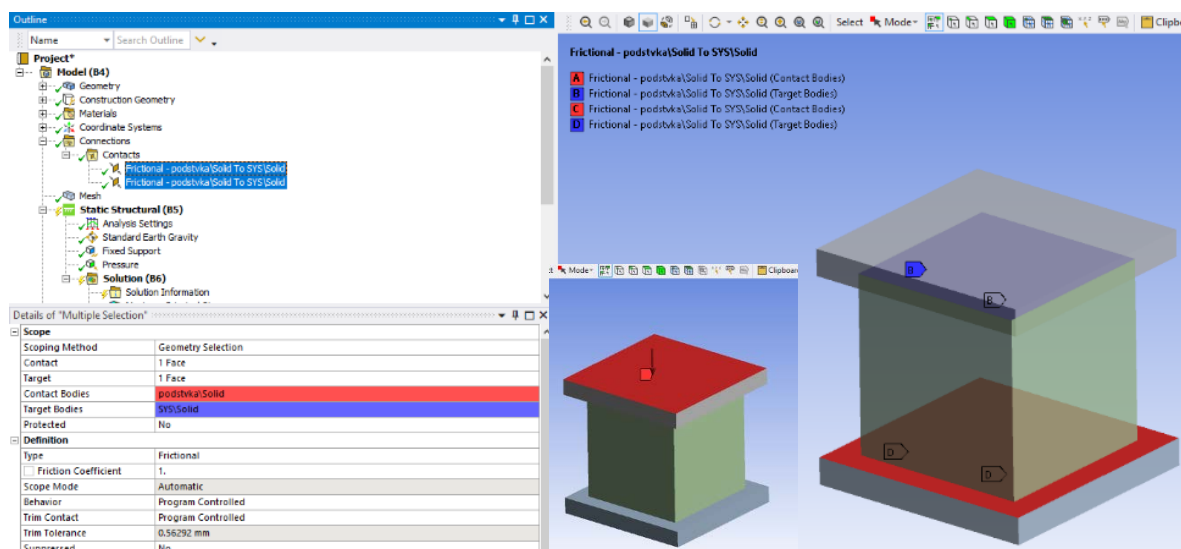 Outline
Name
Search Outline
Project*
Model (B4)
Geometry
Construction Geometry
Materials
Coordinate Systems
Connections
Contacts
Frictional - podstvka\Solid To SYS\Solid
Frictional - podstvka\Solid To SYS\Solid
Mesh
Static Structural (B5)
Analysis Settings
Standard Earth Gravity
Fixed Support
Pressure
Solution (B6)
Solution Information
Details of "Multiple Selection"
Scope
Scoping Method Geometry Selection
Contact 1 Face
Target 1 Face
Contact Bodies podstvka\Solid
Target Bodies SYS\Solid
Protected No
Definition
Type Frictional
Friction Coefficient 1.
Scope Mode Automatic
Behavior Program Controlled
Trim Contact Program Controlled
Trim Tolerance 0.56292 mm
Suppressed No
Select Mode Clipbo
Frictional - podstvka\Solid To SYS\Solid
A Frictional - podstvka\Solid To SYS\Solid (Contact Bodies)
B Frictional - podstvka\Solid To SYS\Solid (Target Bodies)
C Frictional - podstvka\Solid To SYS\Solid (Contact Bodies)
D Frictional - podstvka\Solid To SYS\Solid (Target Bodies)
Mode Clipboard
B
B
D
D